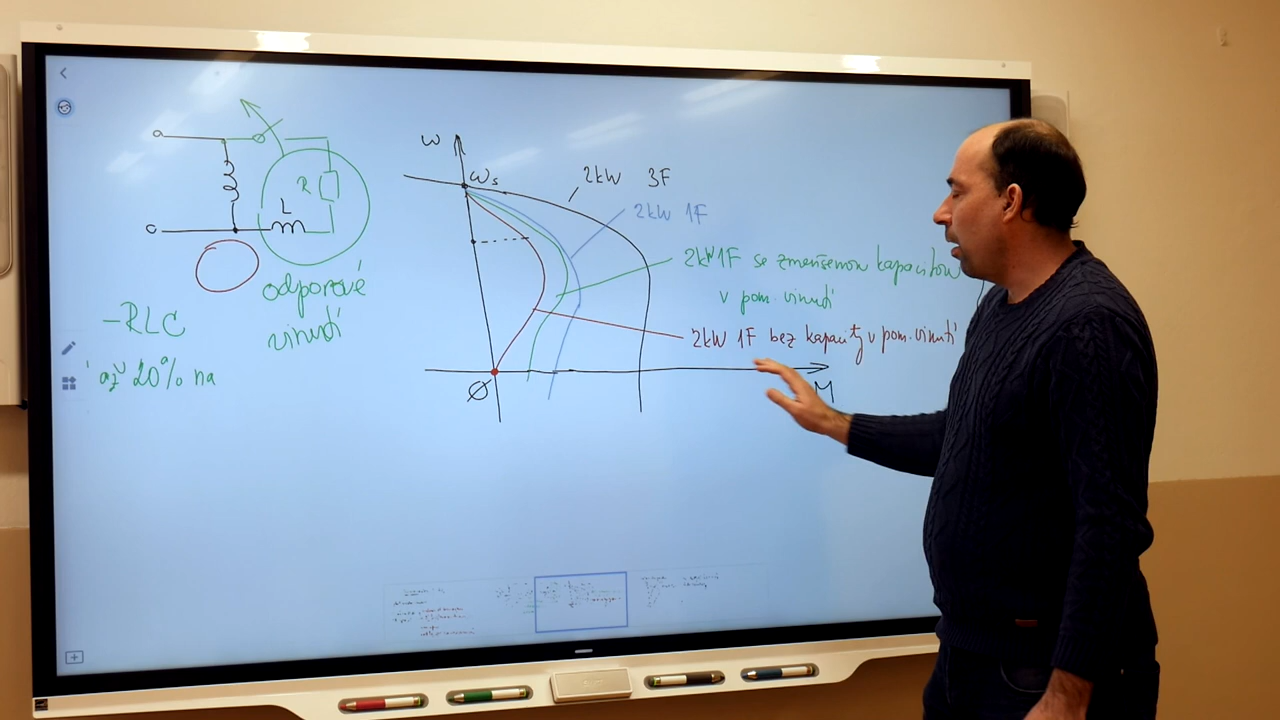 R
L
odporové
vinutí
-RLC
až 20% na
ω
ωs
2kW 3F
2kW 1F
2kW 1F se zmenšenou kapacitou
v pom. vinutí
2kW 1F bez kapacity v pom. vinutí
Ø
M